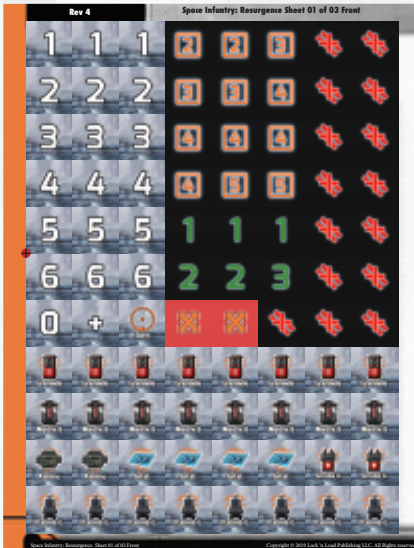 Rev 4
Space Infantry: Resurgence Sheet 01 of 03 Front
1 1 1 2 2 3
2 2 2 3 3 4
3 3 3 4 4 4
4 4 4 4 5 5
5 5 5 1 1 1
6 6 6 2 2 3
0 +
Space Infantry: Resurgence Sheet 01 of 03 Front
Copyright © 2019 Lock 'n Load Publishing LLC. All Rights reserv